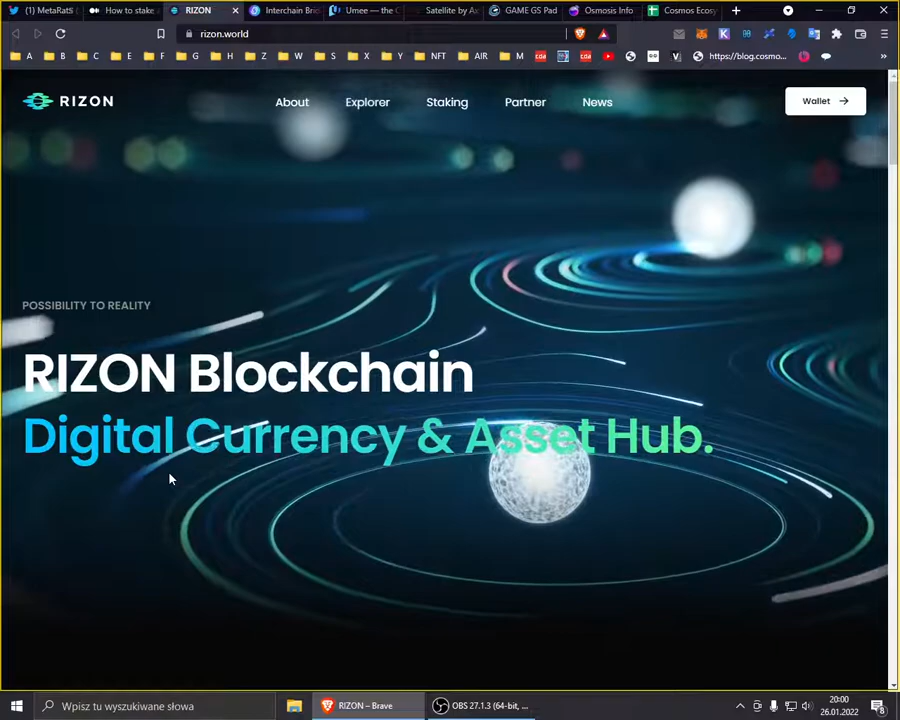 (1) MetaRatS
How to stake
RIZON
Interchain Bri
Umee — the C
Satellite by Ax
GAME GS Pad
Osmosis Info
Cosmos Ecosy
rizon.world
A
B
C
E
F
G
H
Z
W
S
X
Y
NFT
AIR
M
https://blog.cosmo...
RIZON
About
Explorer
Staking
Partner
News
Wallet
POSSIBILITY TO REALITY
RIZON Blockchain
Digital Currency & Asset Hub.
Wpisz tu wyszukiwane słowa
RIZON – Brave
OBS 27.1.3 (64-bit, ...
20:00
26.01.2022